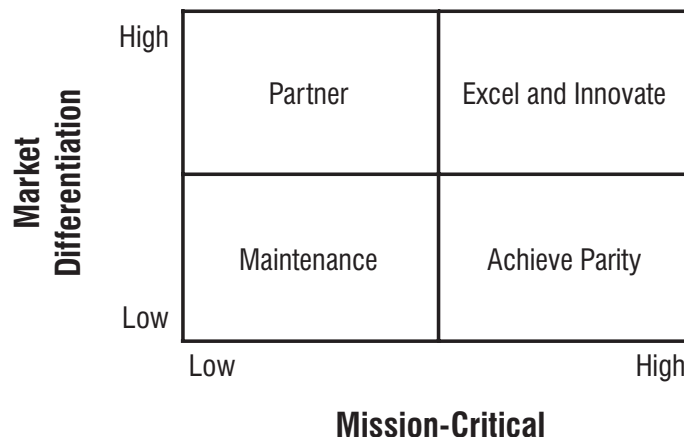 High
Partner
Excel and Innovate
Market
Differentiation
Maintenance
Achieve Parity
Low
Low
High
Mission-Critical